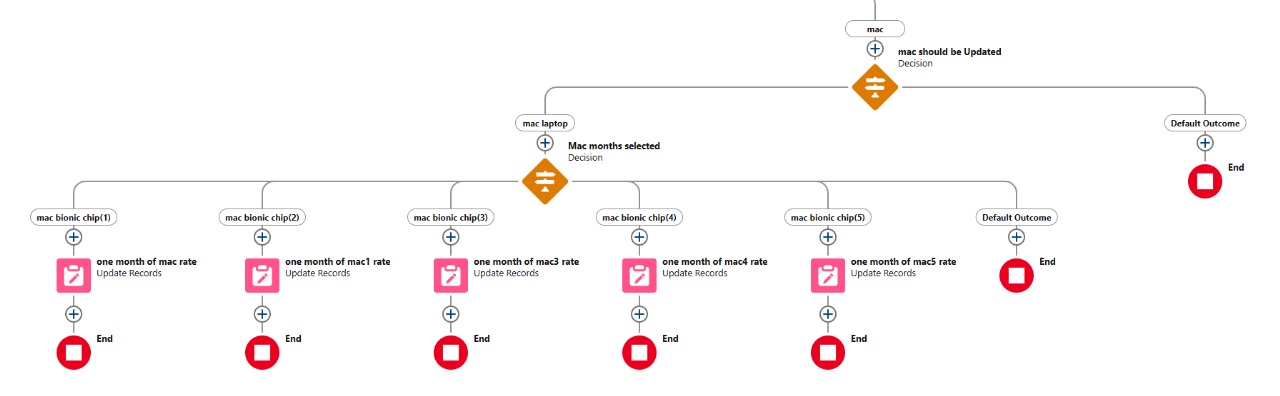 mac
mac should be Updated
Decision
mac laptop
Default Outcome
Mac months selected
Decision
End
mac bionic chip(1)
mac bionic chip(2)
mac bionic chip(3)
mac bionic chip(4)
mac bionic chip(5)
Default Outcome
one month of mac rate
Update Records
one month of mac1 rate
Update Records
one month of mac3 rate
Update Records
one month of mac4 rate
Update Records
one month of mac5 rate
Update Records
End
End
End
End
End
End